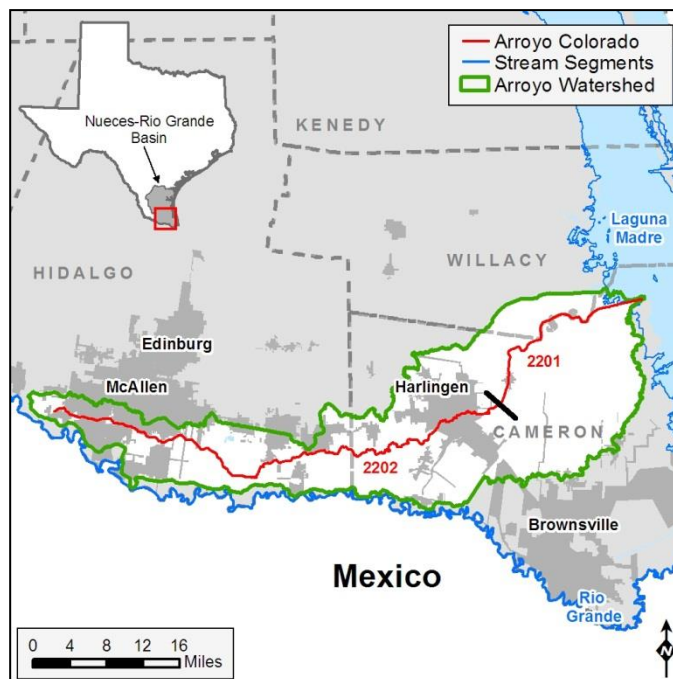 Arroyo Colorado
Stream Segments
Arroyo Watershed
Nueces-Rio Grande
Basin
KENEDY
Laguna
Madre
HIDALGO
WILLACY
Edinburg
McAllen
Harlingen
2201
CAMERON
2202
Brownsville
Mexico
Rio
Grande
0 4 8 12 16
Miles
N